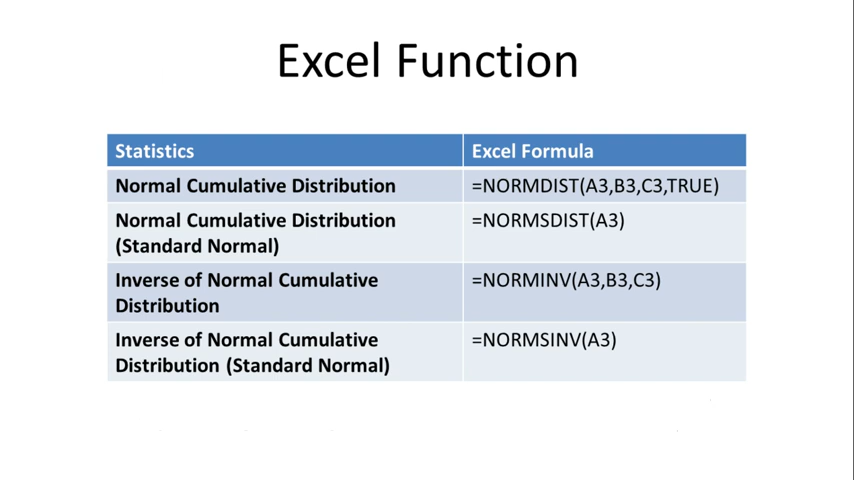 Excel Function
Statistics
Excel Formula
Normal Cumulative Distribution
=NORMDIST(A3,B3,C3,TRUE)
Normal Cumulative Distribution
(Standard Normal)
=NORMSDIST(A3)
Inverse of Normal Cumulative
Distribution
=NORMINV(A3,B3,C3)
Inverse of Normal Cumulative
Distribution (Standard Normal)
=NORMSINV(A3)